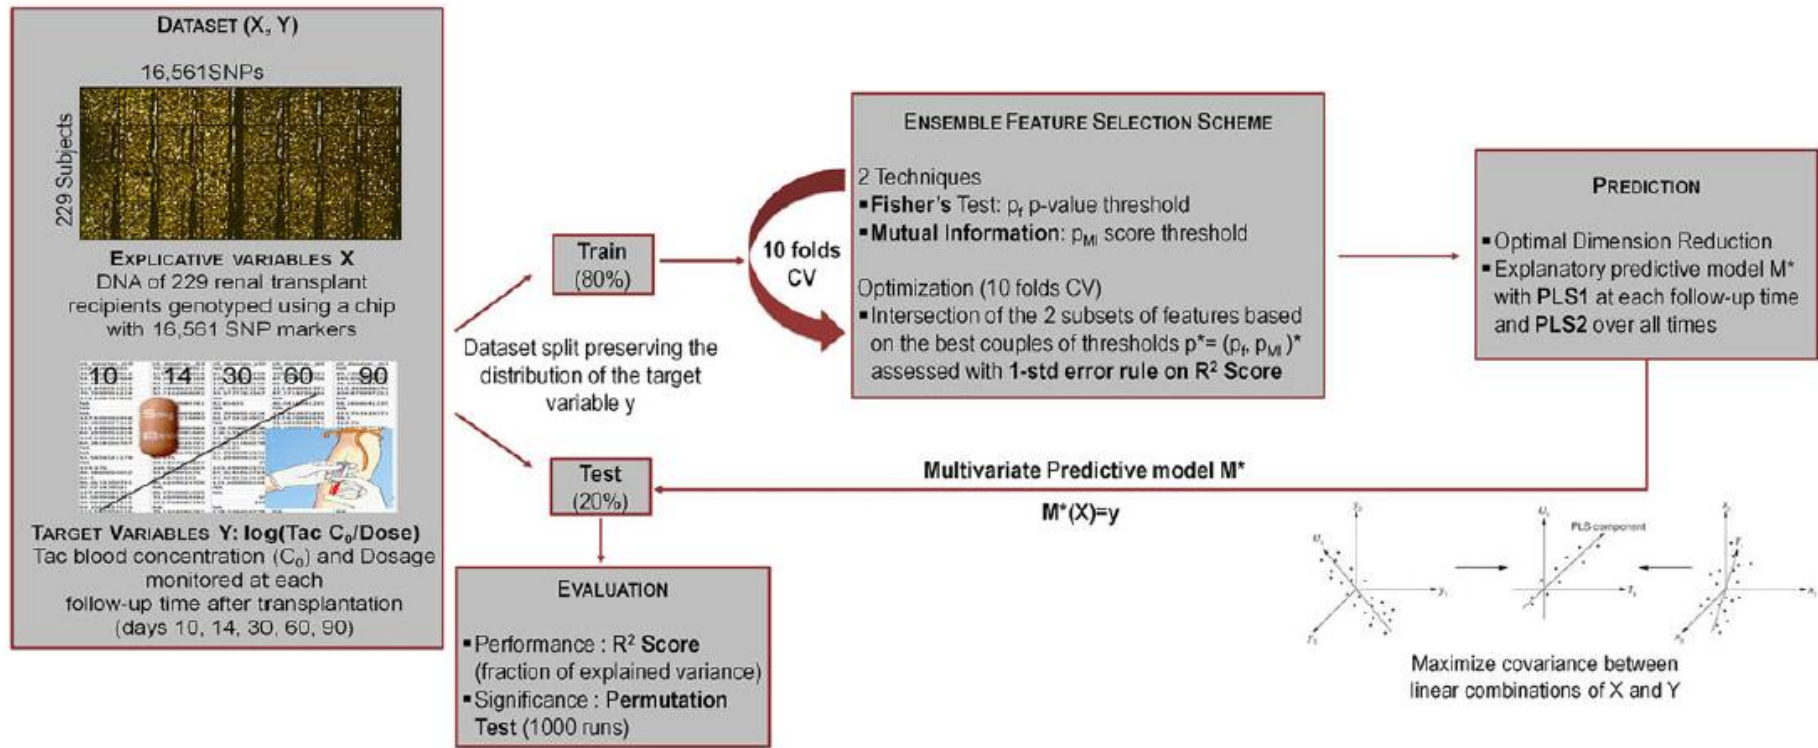 DATASET (X, Y)
16,561SNPs
229 Subjects
EXPLICATIVE VARIABLES X
DNA of 229 renal transplant
recipients genotyped using a chip
with 16,561 SNP markers
10 14 30 60 90
TARGET VARIABLES Y: log(Tac C₀/Dose)
Tac blood concentration (C₀) and Dosage
monitored at each
follow-up time after transplantation
(days 10, 14, 30, 60, 90)
Train
(80%)
Dataset split preserving the
distribution of the target
variable y
Test
(20%)
10 folds
CV
ENSEMBLE FEATURE SELECTION SCHEME
2 Techniques
▪Fisher's Test: pf p-value threshold
▪Mutual Information: pMI score threshold
Optimization (10 folds CV)
▪Intersection of the 2 subsets of features based
on the best couples of thresholds p*= (pf, pMI)*
assessed with 1-std error rule on R² Score
PREDICTION
▪Optimal Dimension Reduction
▪Explanatory predictive model M*
with PLS1 at each follow-up time
and PLS2 over all times
Multivariate Predictive model M*
M*(X)=y
EVALUATION
▪Performance : R² Score
(fraction of explained variance)
▪Significance : Permutation
Test (1000 runs)
PLS component
Maximize covariance between
linear combinations of X and Y